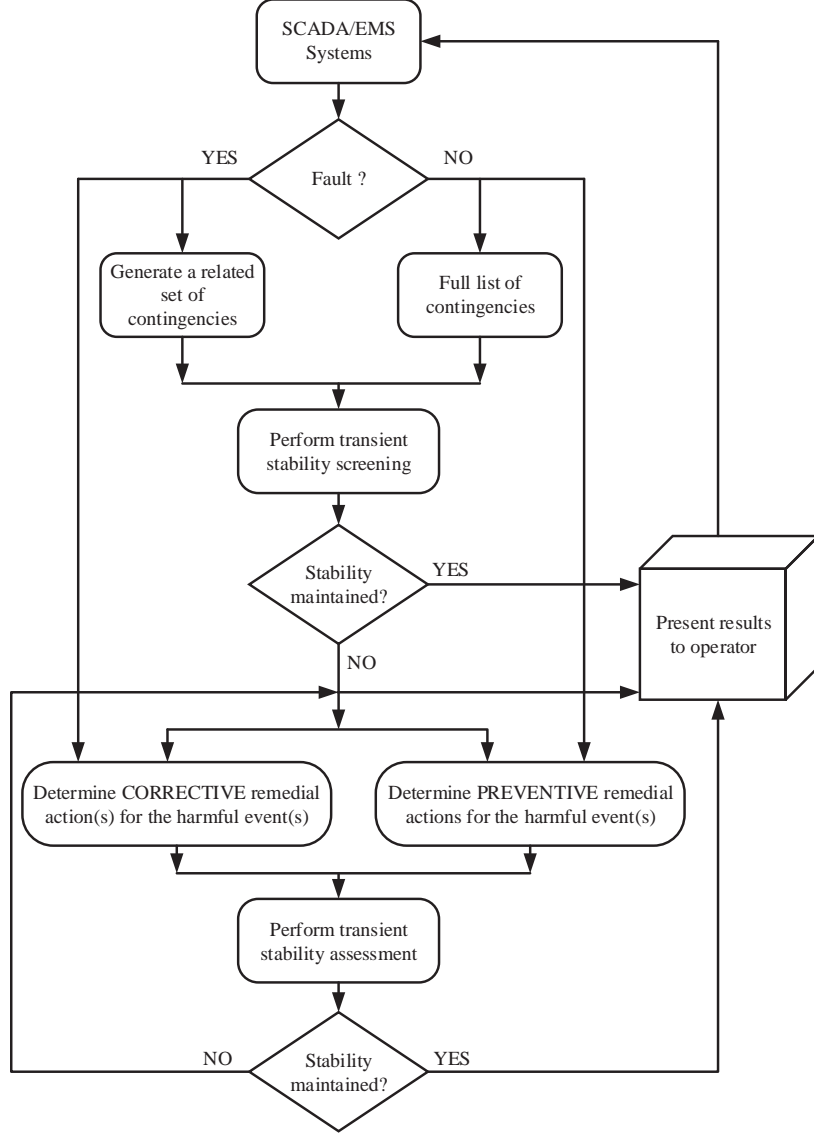 SCADA/EMS
Systems
YES
NO
Fault ?
Generate a related
set of
contingencies
Full list of
contingencies
Perform transient
stability screening
Stability
maintained?
YES
NO
Present results
to operator
Determine CORRECTIVE remedial
action(s) for the harmful event(s)
Determine PREVENTIVE remedial
actions for the harmful event(s)
Perform transient
stability assessment
NO
Stability
maintained?
YES